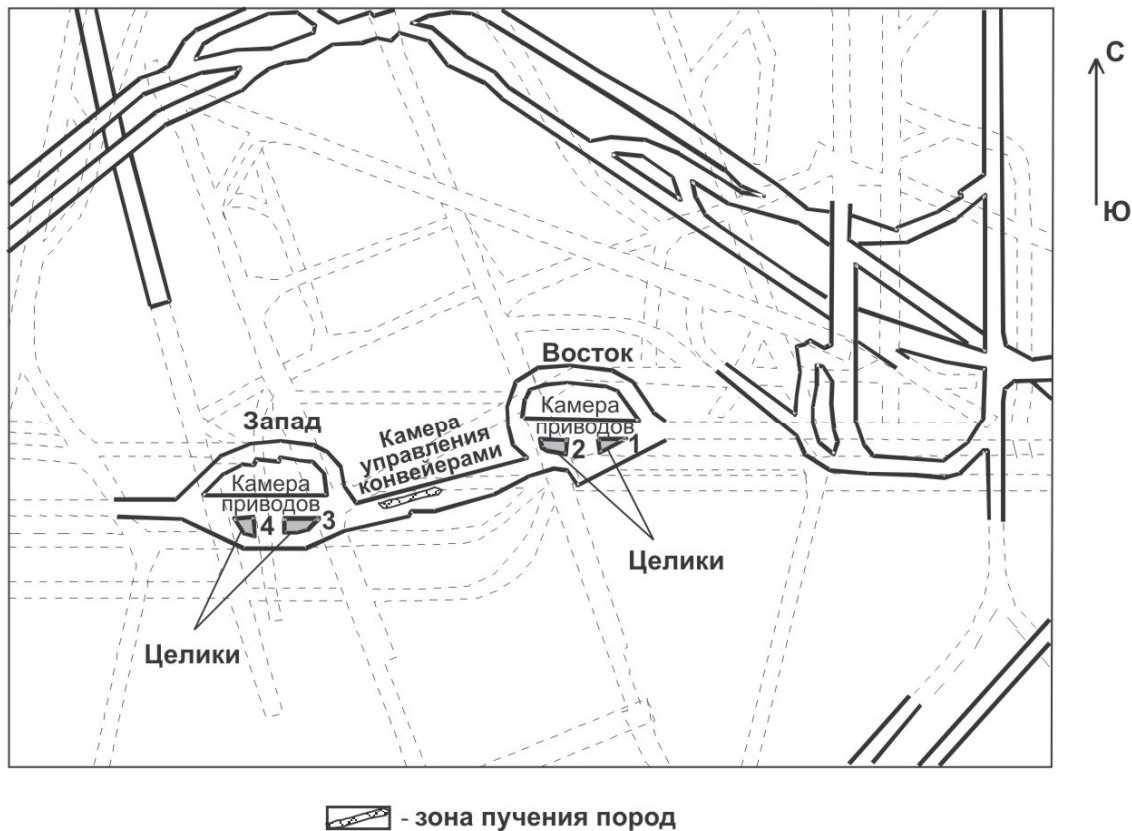 С
Ю
Восток
Камера
приводов
2
1
Запад
Камера
управления
конвейерами
Камера
приводов
4
3
Целики
Целики
- зона пучения пород